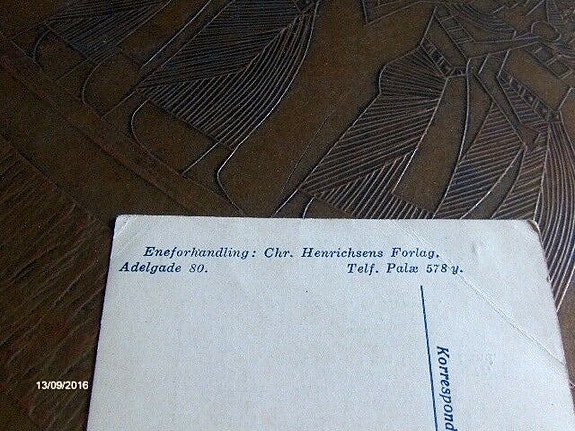 Eneforhandling: Chr. Henrichsens Forlag.
Adelgade 80. Telf. Palæ 578 y.
Korrespond
13/09/2016